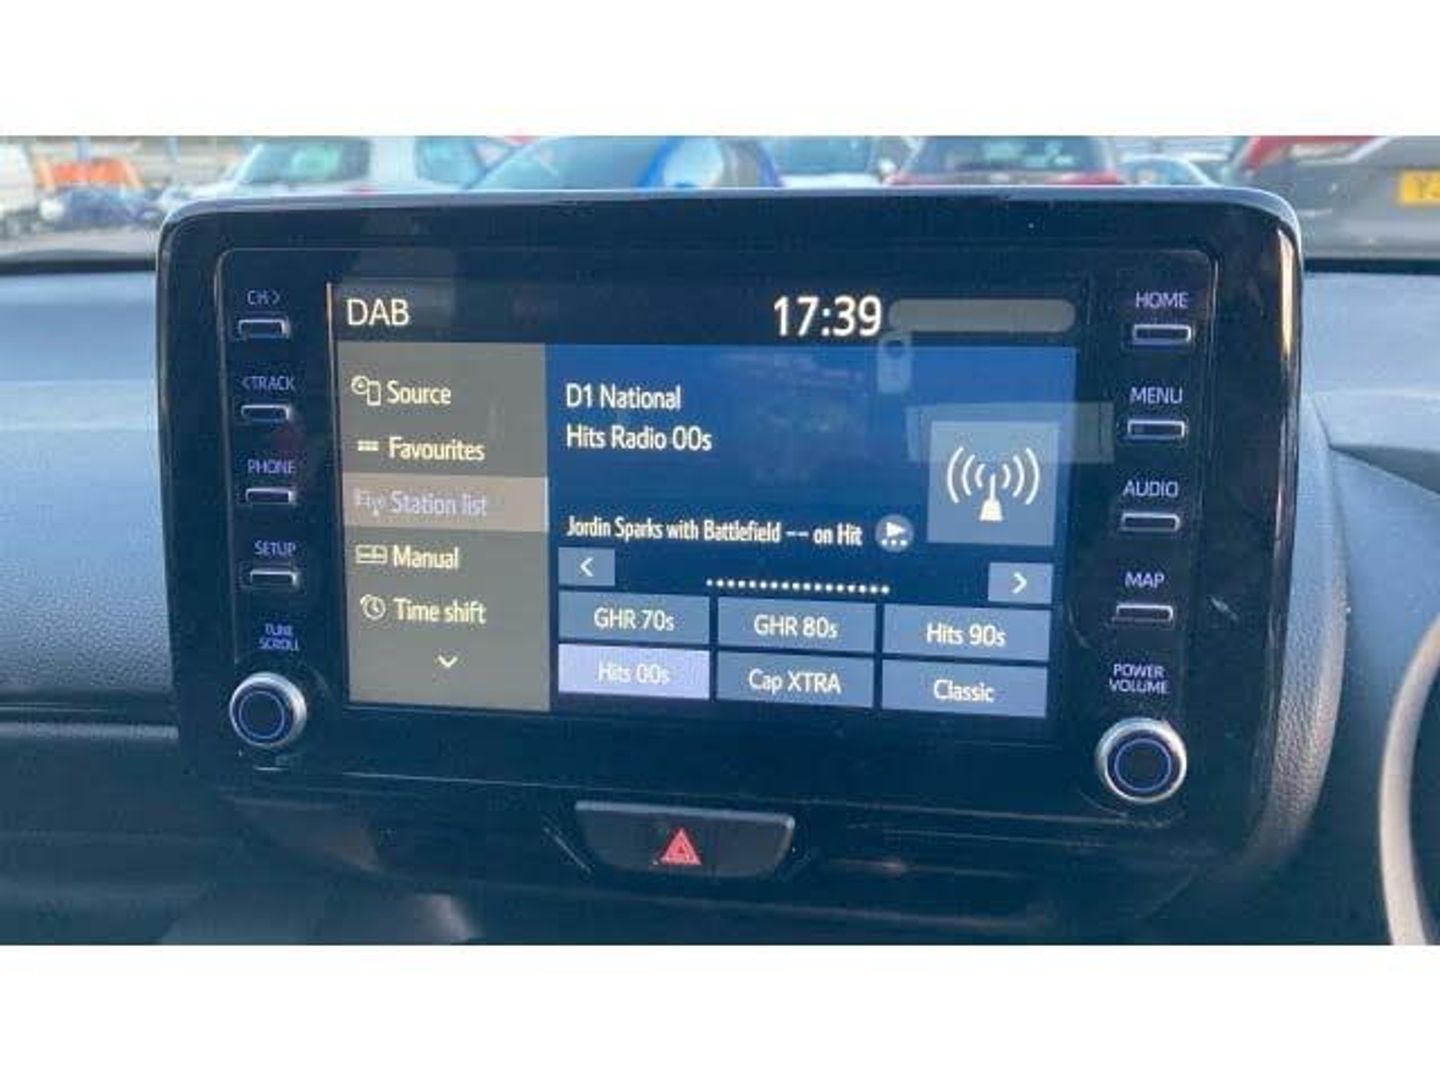 CH >
< TRACK
PHONE
SETUP
TUNE
SCROLL
DAB
17:39
Source
Favourites
Station list
Manual
Time shift
D1 National
Hits Radio 00s
Jordin Sparks with Battlefield -- on Hit
<
>
GHR 70s
GHR 80s
Hits 90s
Hits 00s
Cap XTRA
Classic
HOME
MENU
AUDIO
MAP
POWER
VOLUME